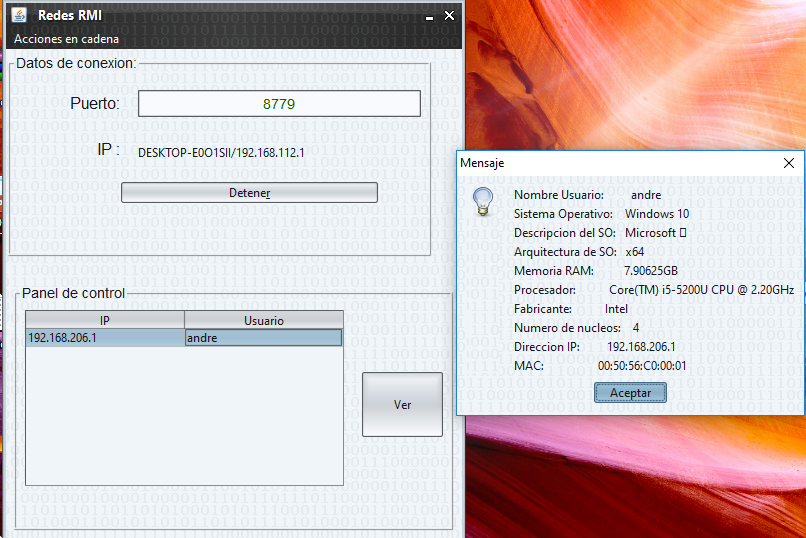 Redes RMI
Acciones en cadena
Datos de conexion:
Puerto: 8779
IP : DESKTOP-E0O1SII/192.168.112.1
Detener
Panel de control
IP Usuario
192.168.206.1 andre
Ver
Mensaje
Nombre Usuario: andre
Sistema Operativo: Windows 10
Descripcion del SO: Microsoft
Arquitectura de SO: x64
Memoria RAM: 7.90625GB
Procesador: Core(TM) i5-5200U CPU @ 2.20GHz
Fabricante: Intel
Numero de nucleos: 4
Direccion IP: 192.168.206.1
MAC: 00:50:56:C0:00:01
Aceptar